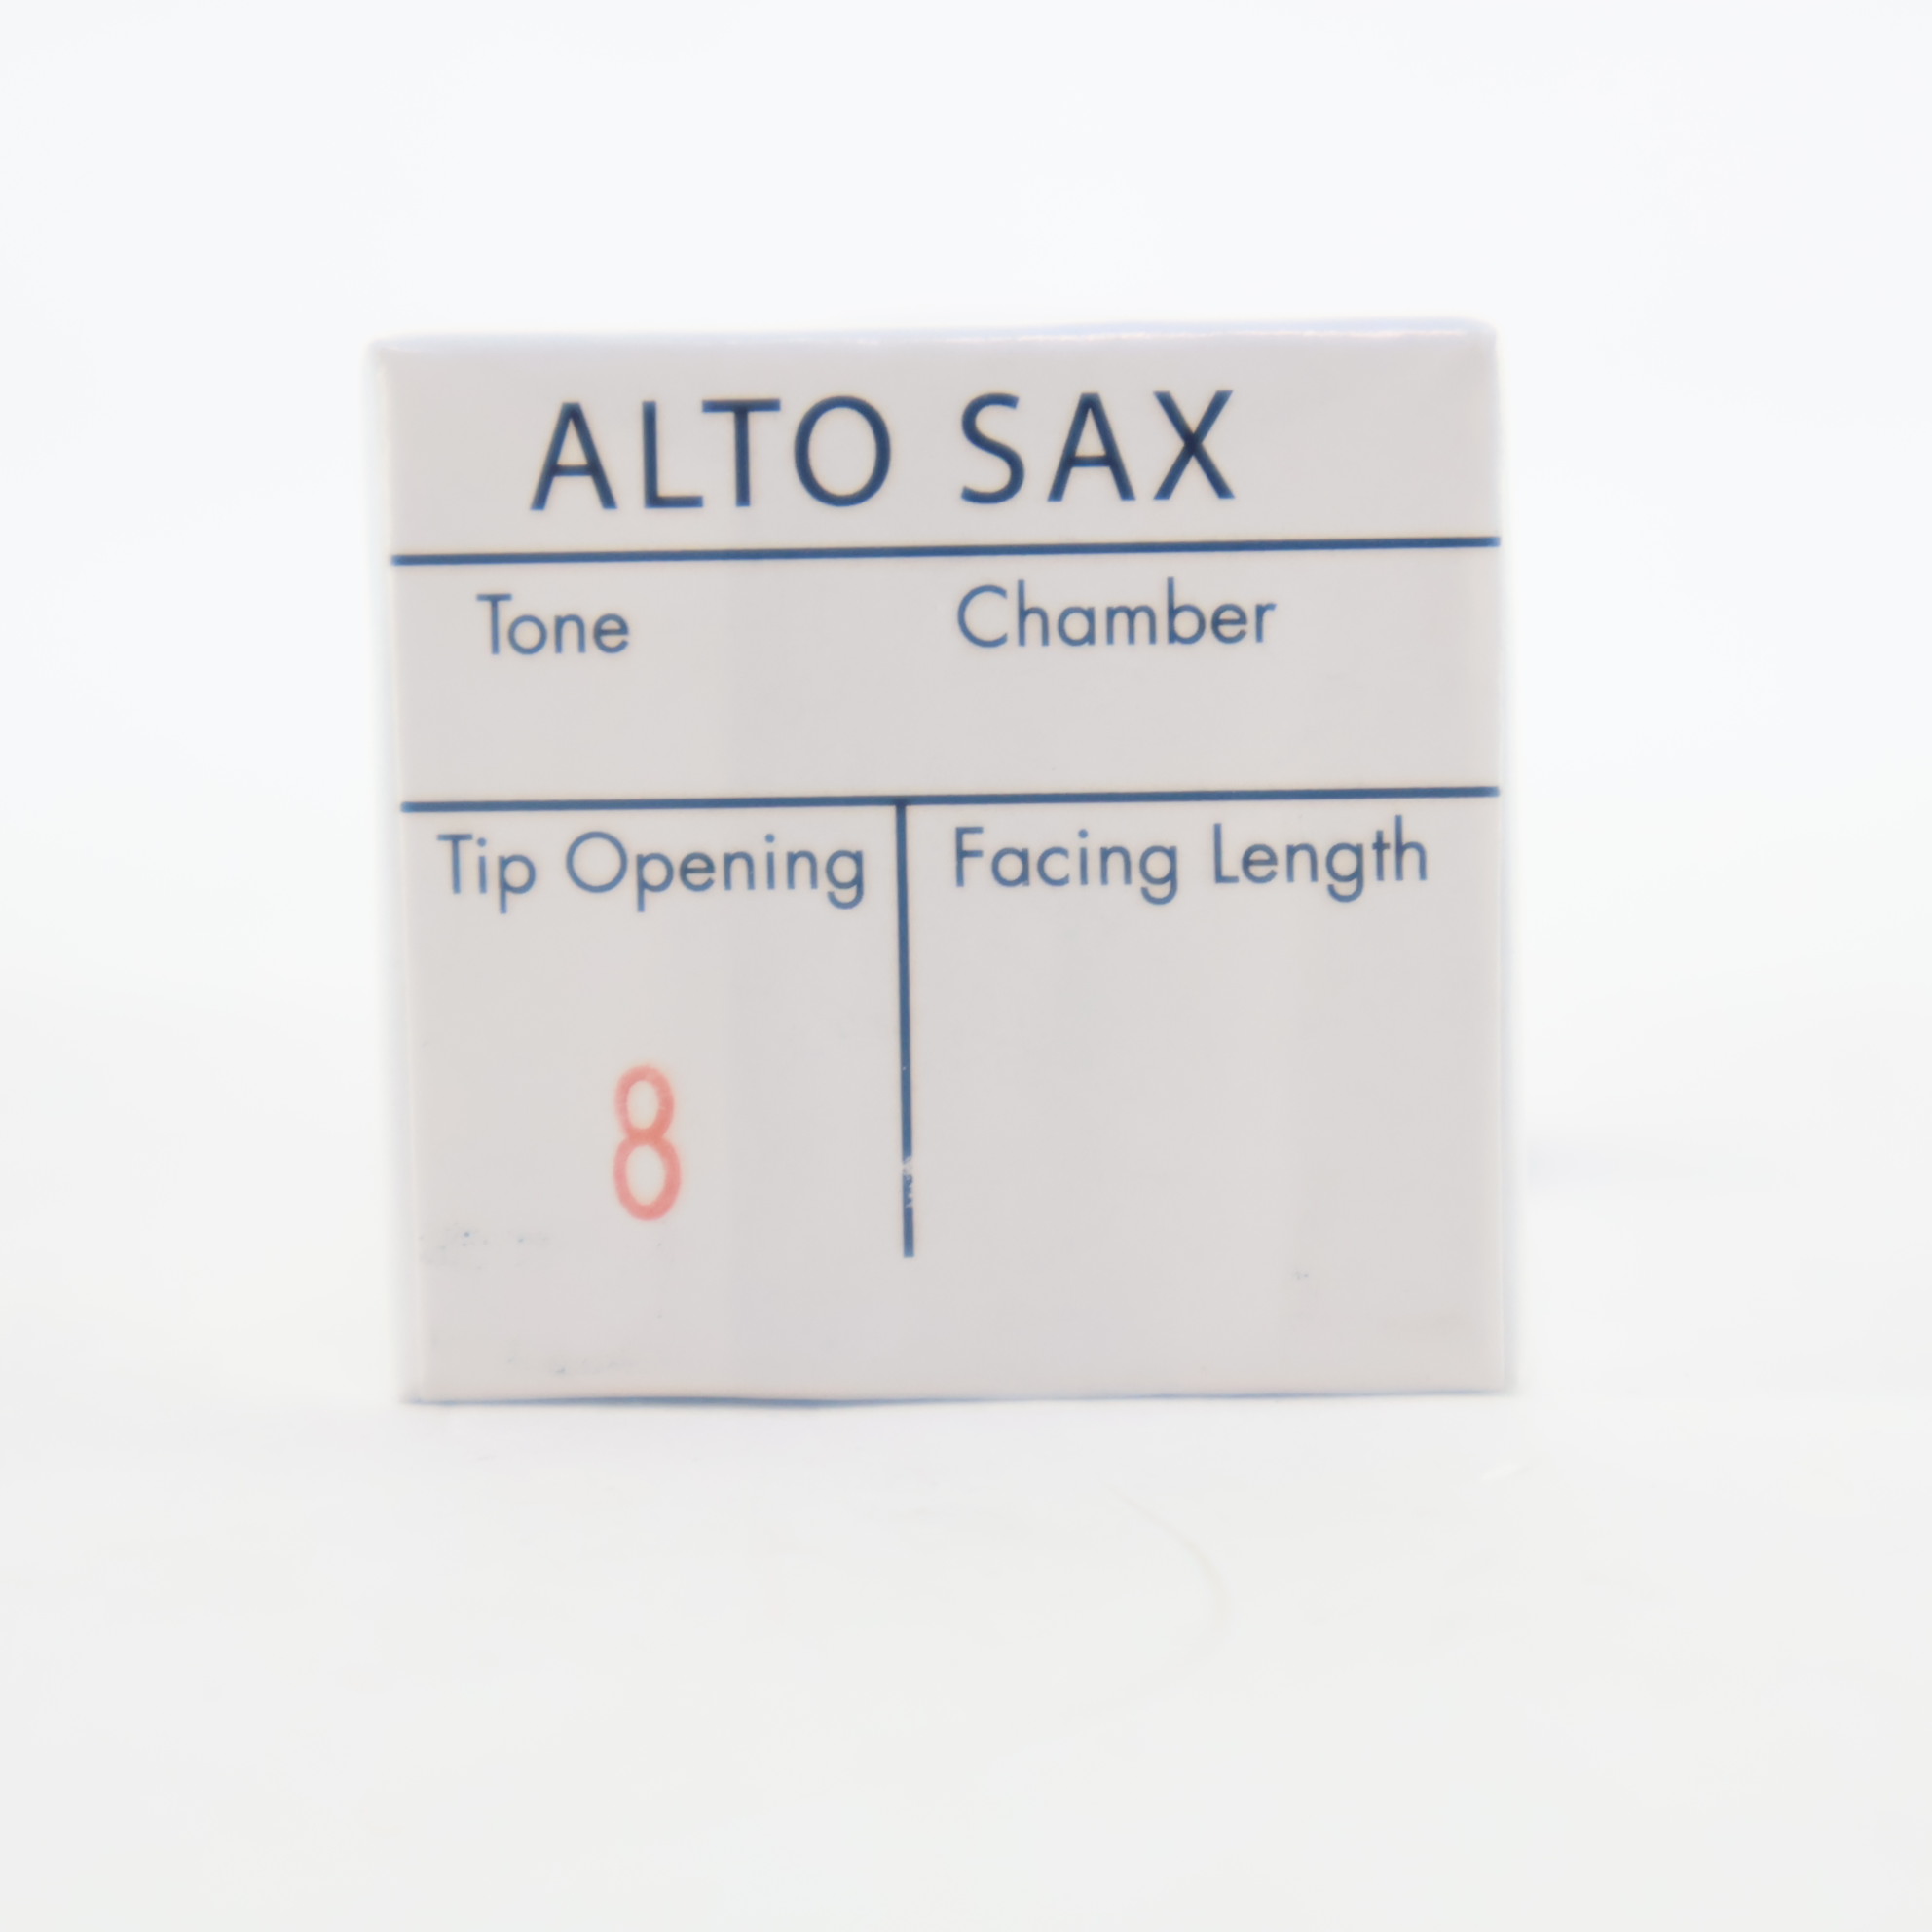 ALTO SAX
Tone Chamber
Tip Opening Facing Length
8